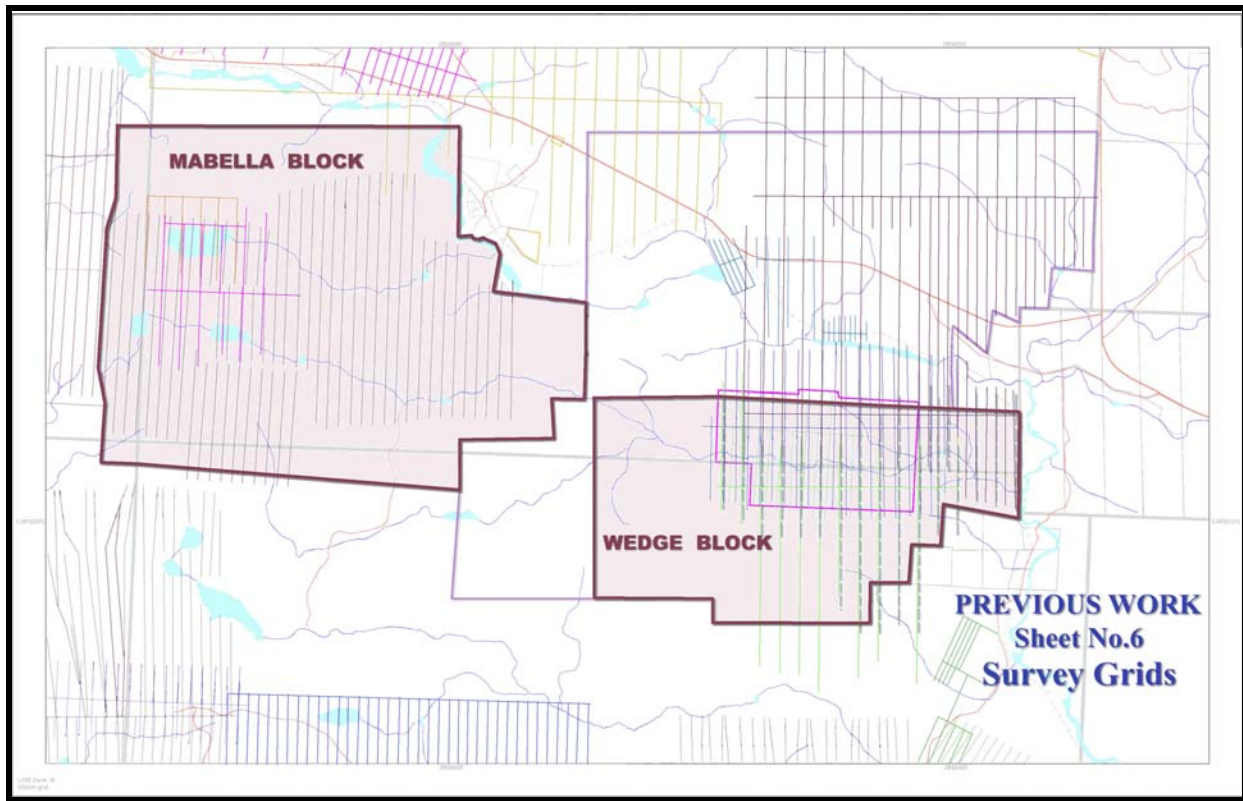 MABELLA BLOCK
WEDGE BLOCK
PREVIOUS WORK
Sheet No.6
Survey Grids